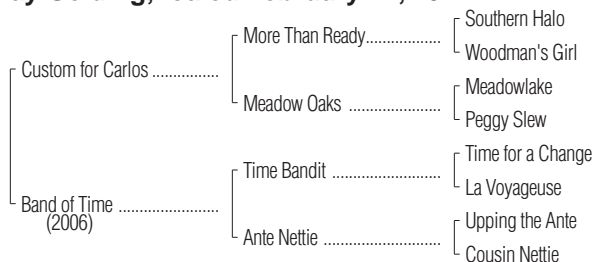 Southern Halo
More Than Ready
Woodman's Girl
Custom for Carlos
Meadowlake
Meadow Oaks
Peggy Slew
Time for a Change
Time Bandit
La Voyageuse
Band of Time
(2006)
Upping the Ante
Ante Nettie
Cousin Nettie